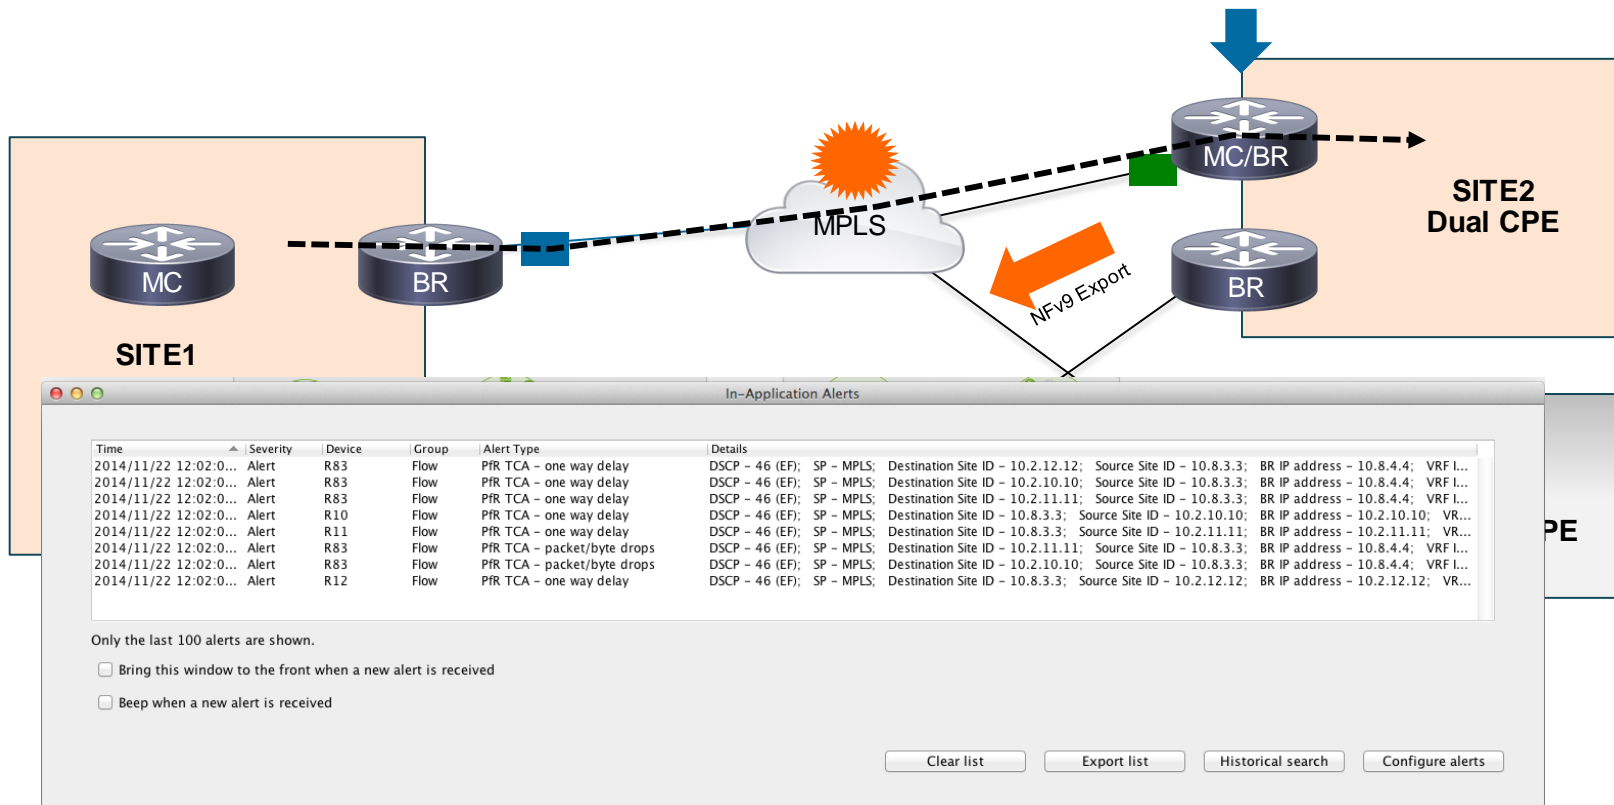 MC/BR
SITE2
Dual CPE
MPLS
MC
BR
NFv9 Export
BR
SITE1
In-Application Alerts
Time Severity Device Group Alert Type Details
2014/11/22 12:02:0... Alert R83 Flow PfR TCA – one way delay DSCP – 46 (EF); SP – MPLS; Destination Site ID – 10.2.12.12; Source Site ID – 10.8.3.3; BR IP address – 10.8.4.4; VRF I...
2014/11/22 12:02:0... Alert R83 Flow PfR TCA – one way delay DSCP – 46 (EF); SP – MPLS; Destination Site ID – 10.2.10.10; Source Site ID – 10.8.3.3; BR IP address – 10.8.4.4; VRF I...
2014/11/22 12:02:0... Alert R83 Flow PfR TCA – one way delay DSCP – 46 (EF); SP – MPLS; Destination Site ID – 10.2.11.11; Source Site ID – 10.8.3.3; BR IP address – 10.8.4.4; VRF I...
2014/11/22 12:02:0... Alert R10 Flow PfR TCA – one way delay DSCP – 46 (EF); SP – MPLS; Destination Site ID – 10.8.3.3; Source Site ID – 10.2.10.10; BR IP address – 10.2.10.10; VR...
2014/11/22 12:02:0... Alert R11 Flow PfR TCA – one way delay DSCP – 46 (EF); SP – MPLS; Destination Site ID – 10.8.3.3; Source Site ID – 10.2.11.11; BR IP address – 10.2.11.11; VR...
2014/11/22 12:02:0... Alert R83 Flow PfR TCA – packet/byte drops DSCP – 46 (EF); SP – MPLS; Destination Site ID – 10.2.11.11; Source Site ID – 10.8.3.3; BR IP address – 10.8.4.4; VRF I...
2014/11/22 12:02:0... Alert R83 Flow PfR TCA – packet/byte drops DSCP – 46 (EF); SP – MPLS; Destination Site ID – 10.2.10.10; Source Site ID – 10.8.3.3; BR IP address – 10.8.4.4; VRF I...
2014/11/22 12:02:0... Alert R12 Flow PfR TCA – one way delay DSCP – 46 (EF); SP – MPLS; Destination Site ID – 10.8.3.3; Source Site ID – 10.2.12.12; BR IP address – 10.2.12.12; VR...
PE
Only the last 100 alerts are shown.
Bring this window to the front when a new alert is received
Beep when a new alert is received
Clear list Export list Historical search Configure alerts